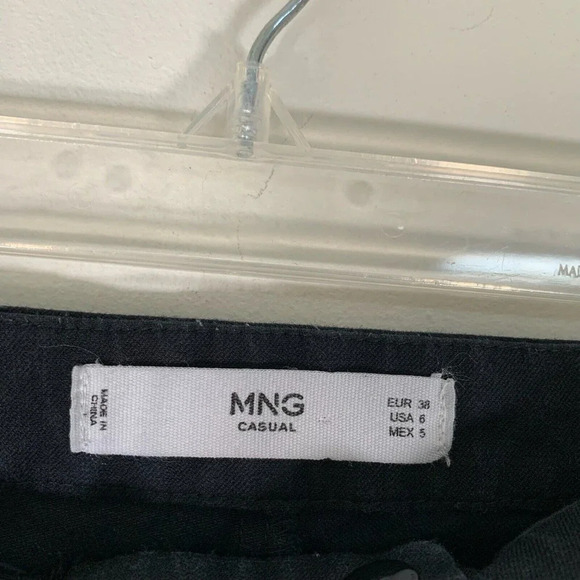 MADE IN
CHINA
MNG
CASUAL
EUR 38
USA 6
MEX 5